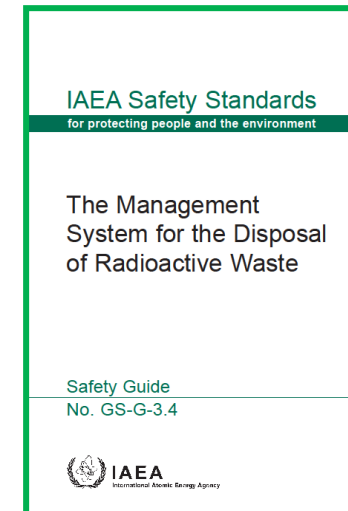 IAEA Safety Standards
for protecting people and the environment
The Management
System for the Disposal
of Radioactive Waste
Safety Guide
No. GS-G-3.4
IAEA
International Atomic Energy Agency